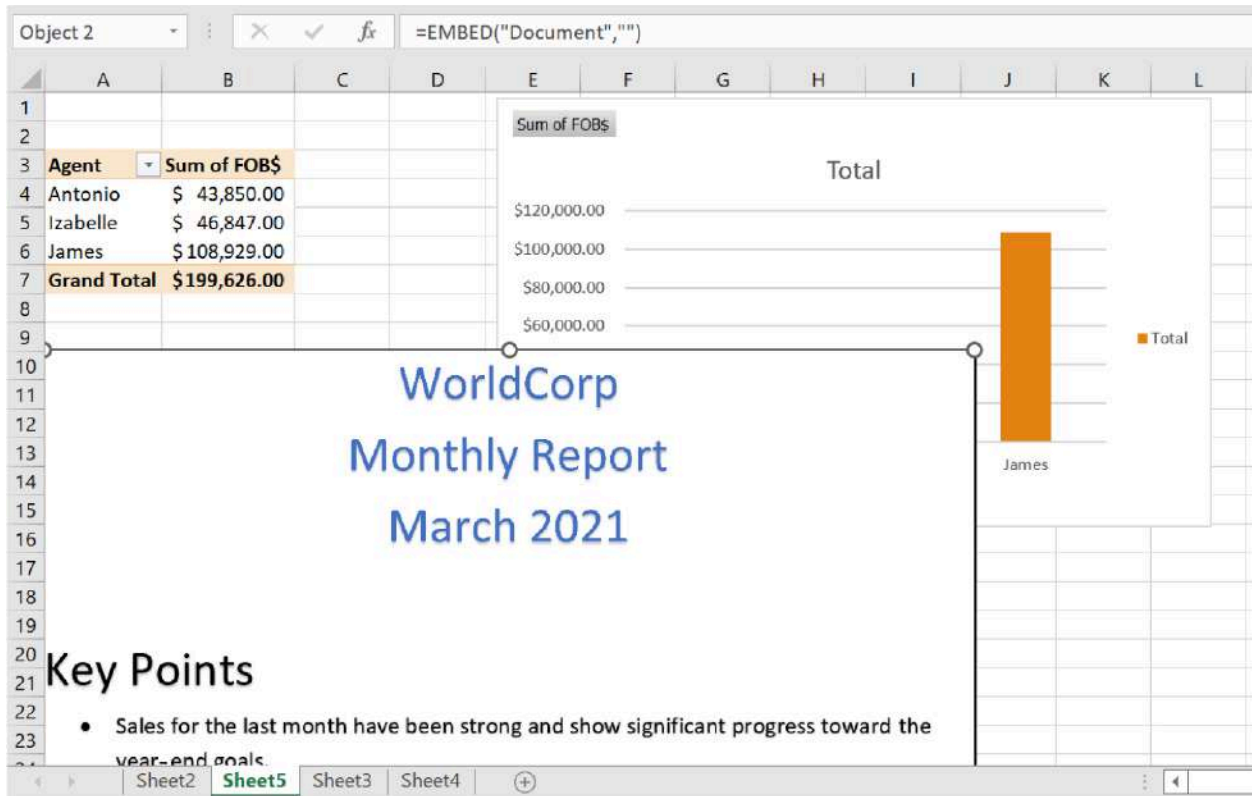 Object 2 fx =EMBED("Document","")
A B C D E F G H I J K L
1
2
3 Agent Sum of FOB$
4 Antonio $ 43,850.00
5 Izabelle $ 46,847.00
6 James $108,929.00
7 Grand Total $199,626.00
8
9
10
11
12
13
14
15
16
17
18
19
20
21
22
23
24
Sum of FOB$
Total
$120,000.00
$100,000.00
$80,000.00
$60,000.00
Total
James
WorldCorp
Monthly Report
March 2021
Key Points
• Sales for the last month have been strong and show significant progress toward the
year-end goals.
Sheet2 Sheet5 Sheet3 Sheet4